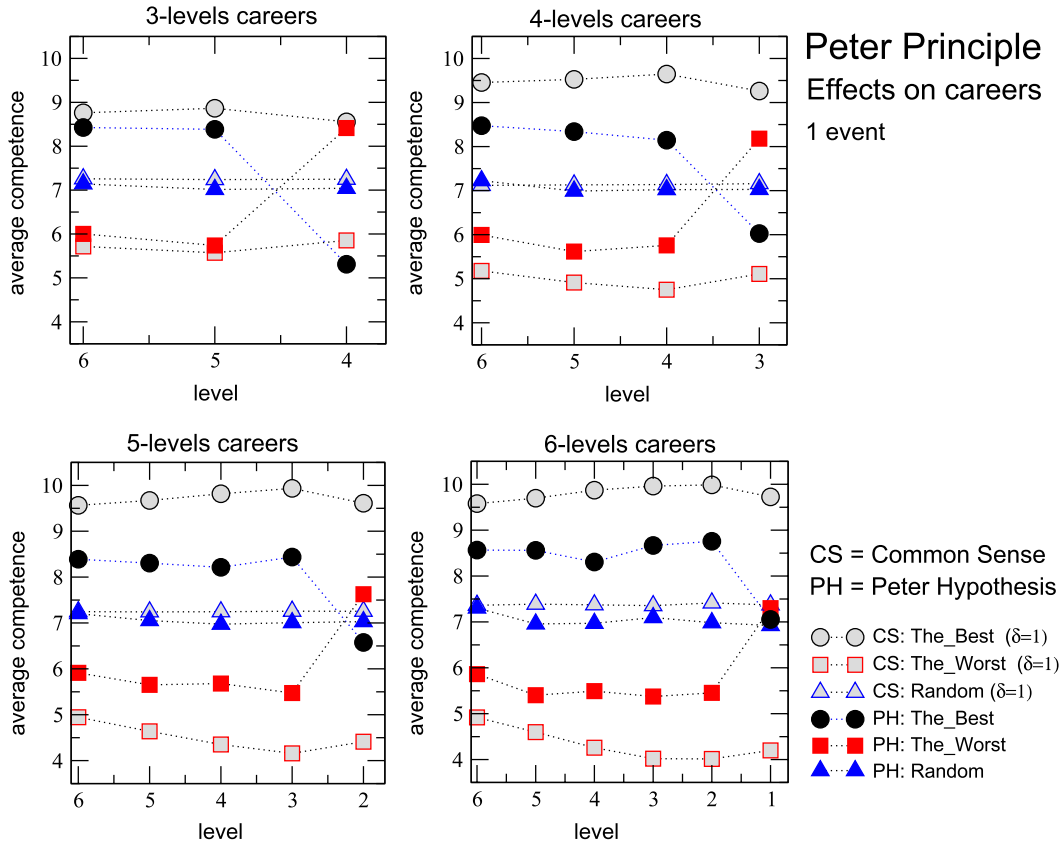 3-levels careers
4-levels careers
Peter Principle
Effects on careers
1 event
average competence
10
9
8
7
6
5
4
6 5 4
level
average competence
10
9
8
7
6
5
4
6 5 4 3
level
5-levels careers
6-levels careers
average competence
10
9
8
7
6
5
4
6 5 4 3 2
level
average competence
10
9
8
7
6
5
4
6 5 4 3 2 1
level
CS = Common Sense
PH = Peter Hypothesis
CS: The_Best (δ=1)
CS: The_Worst (δ=1)
CS: Random (δ=1)
PH: The_Best
PH: The_Worst
PH: Random